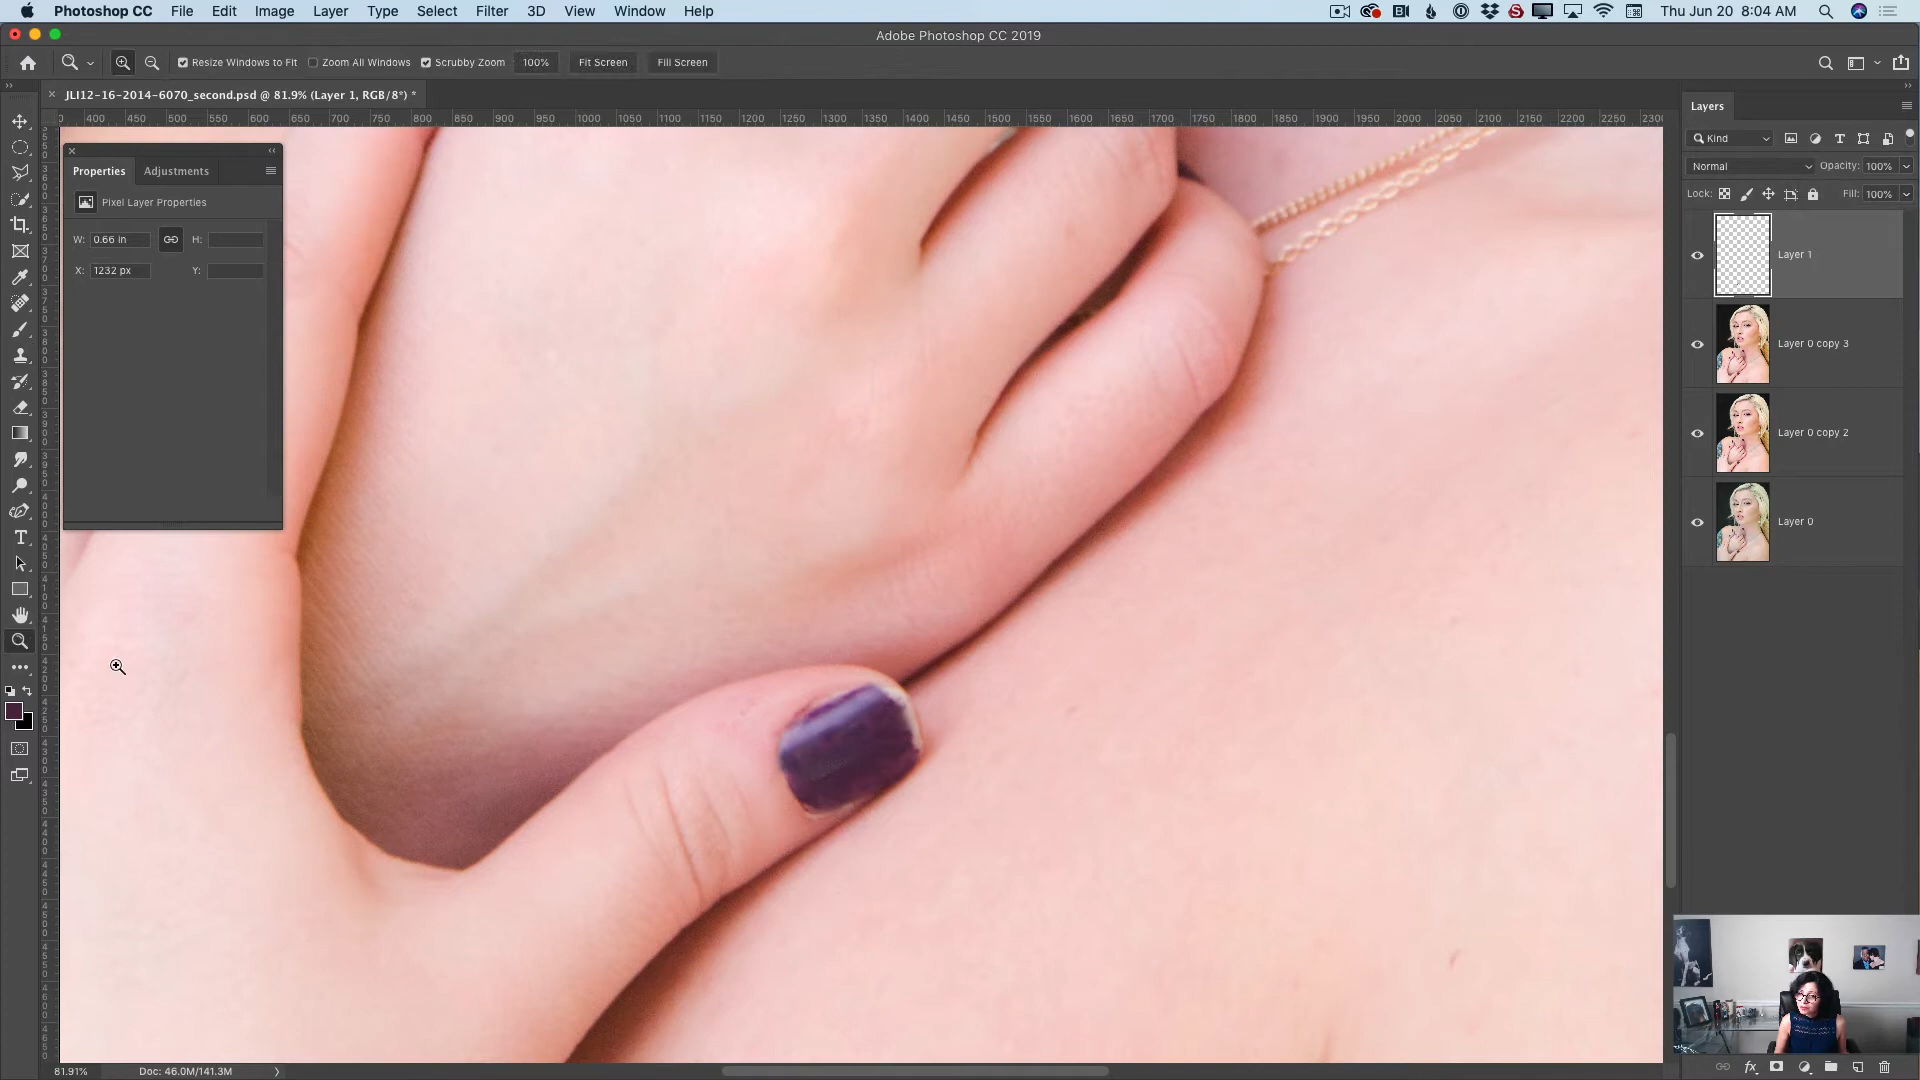 Photoshop CC File Edit Image Layer Type Select Filter 3D View Window Help Thu Jun 20 8:04 AM
Adobe Photoshop CC 2019
Resize Windows to Fit Zoom All Windows Scrubby Zoom 100% Fit Screen Fill Screen
JLI12-16-2014-6070_second.psd @ 81.9% (Layer 1, RGB/8*) *
400 450 500 550 600 650 700 750 800 850 900 950 1000 1050 1100 1150 1200 1250 1300 1350 1400 1450 1500 1550 1600 1650 1700 1750 1800 1850 1900 1950 2000 2050 2100 2150 2200 2250 2300
Properties Adjustments
Pixel Layer Properties
W: 0.66 in H:
X: 1232 px Y:
Layers
Kind
Normal Opacity: 100%
Lock: Fill: 100%
Layer 1
Layer 0 copy 3
Layer 0 copy 2
Layer 0
81.91% Doc: 46.0M/141.3M